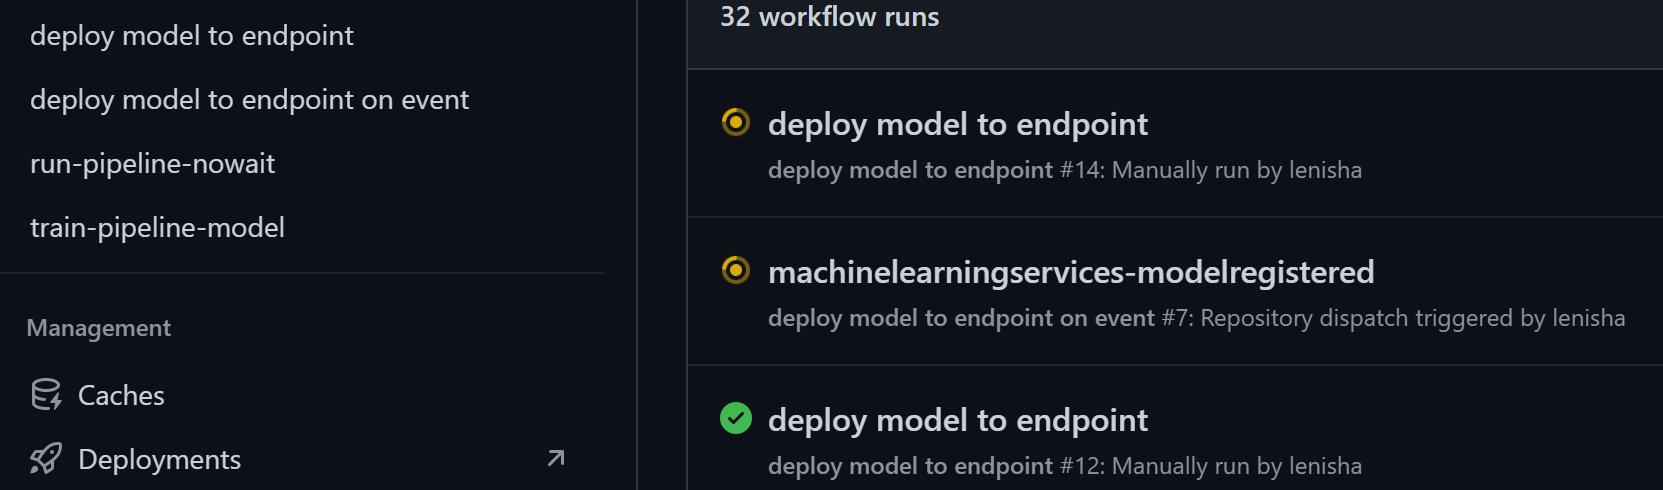 deploy model to endpoint
deploy model to endpoint on event
run-pipeline-nowait
train-pipeline-model
Management
Caches
Deployments
32 workflow runs
deploy model to endpoint
deploy model to endpoint #14: Manually run by lenisha
machinelearningservices-modelregistered
deploy model to endpoint on event #7: Repository dispatch triggered by lenisha
deploy model to endpoint
deploy model to endpoint #12: Manually run by lenisha